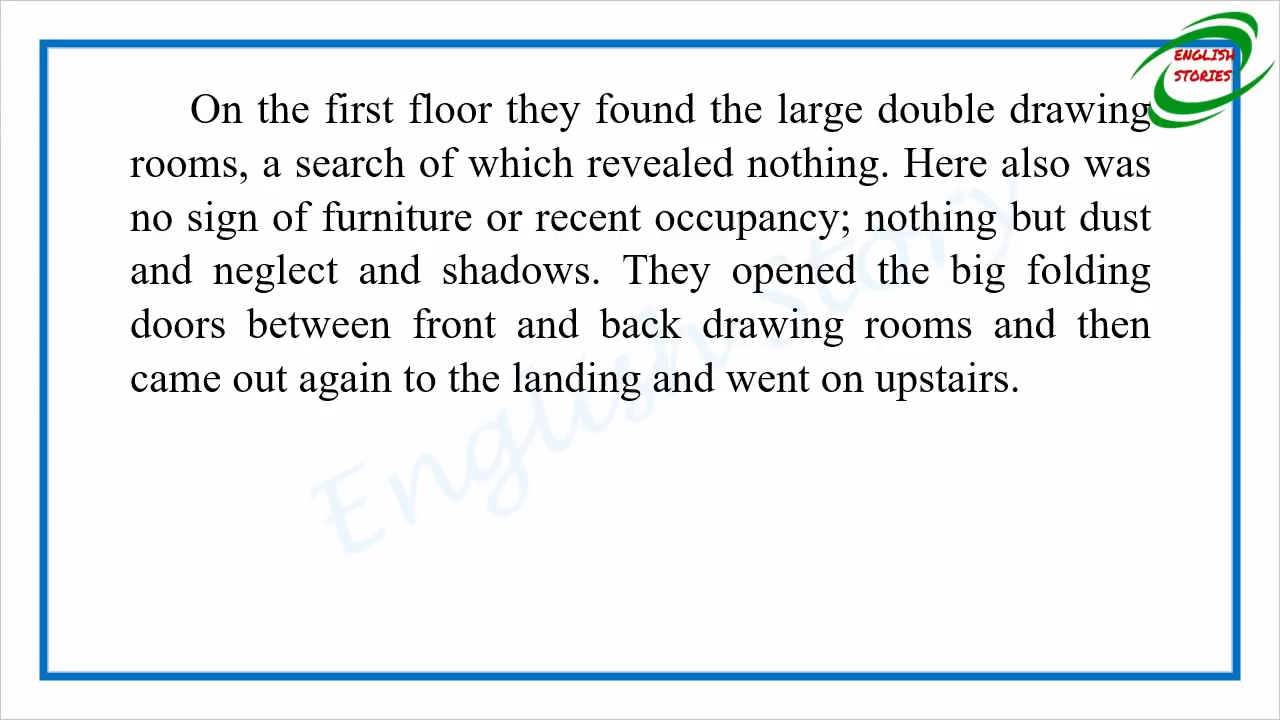 ENGLISH
STORIES
On the first floor they found the large double drawing
rooms, a search of which revealed nothing. Here also was
no sign of furniture or recent occupancy; nothing but dust
and neglect and shadows. They opened the big folding
doors between front and back drawing rooms and then
came out again to the landing and went on upstairs.
English Story